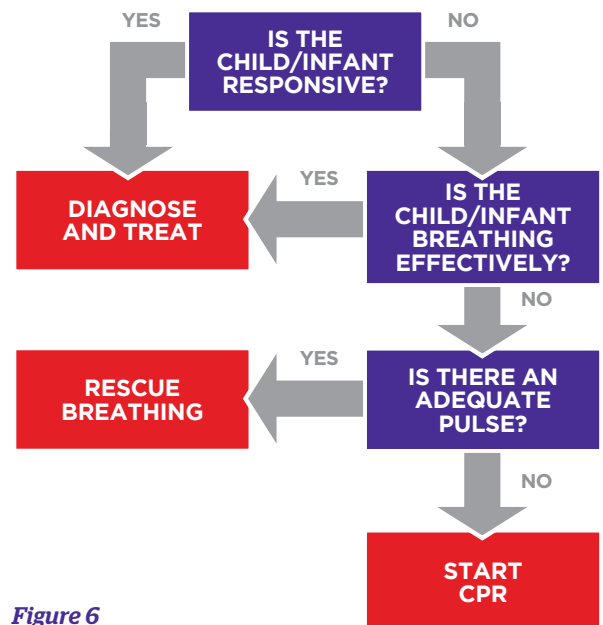 YES
IS THE
CHILD/INFANT
RESPONSIVE?
NO
DIAGNOSE
AND TREAT
YES
IS THE
CHILD/INFANT
BREATHING
EFFECTIVELY?
NO
RESCUE
BREATHING
YES
IS THERE AN
ADEQUATE
PULSE?
NO
START
CPR
Figure 6